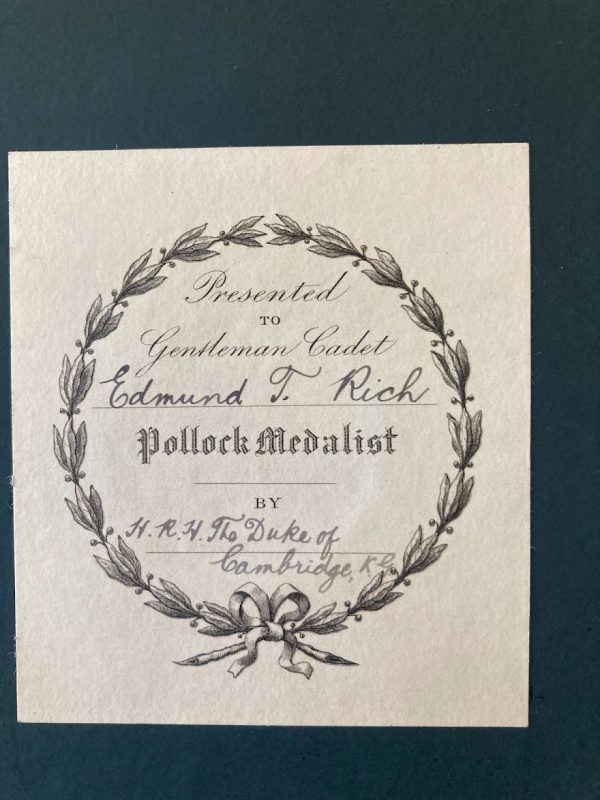 Presented
TO
Gentleman Cadet
Edmund T. Rich
Pollock Medalist
BY
H. R. H. The Duke of
Cambridge, K.G.